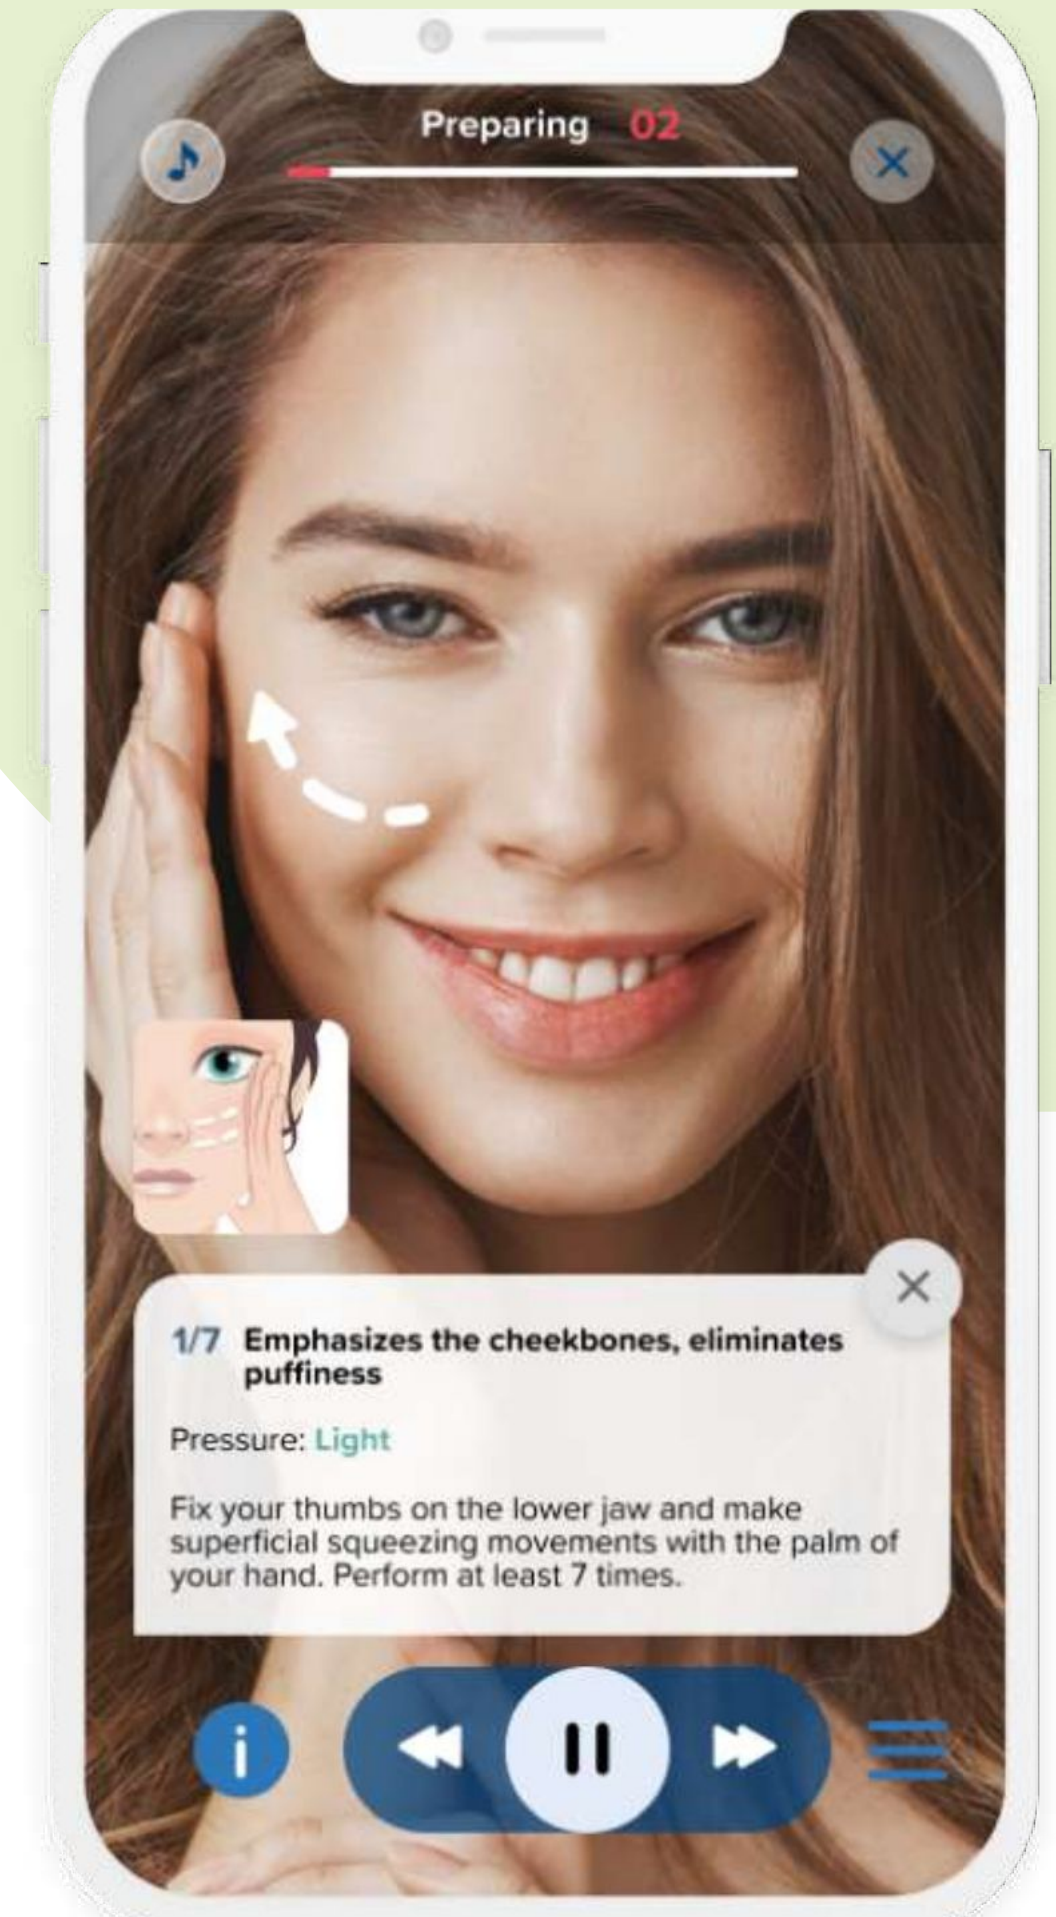 Preparing 02
1/7 Emphasizes the cheekbones, eliminates
puffiness
Pressure: Light
Fix your thumbs on the lower jaw and make
superficial squeezing movements with the palm of
your hand. Perform at least 7 times.